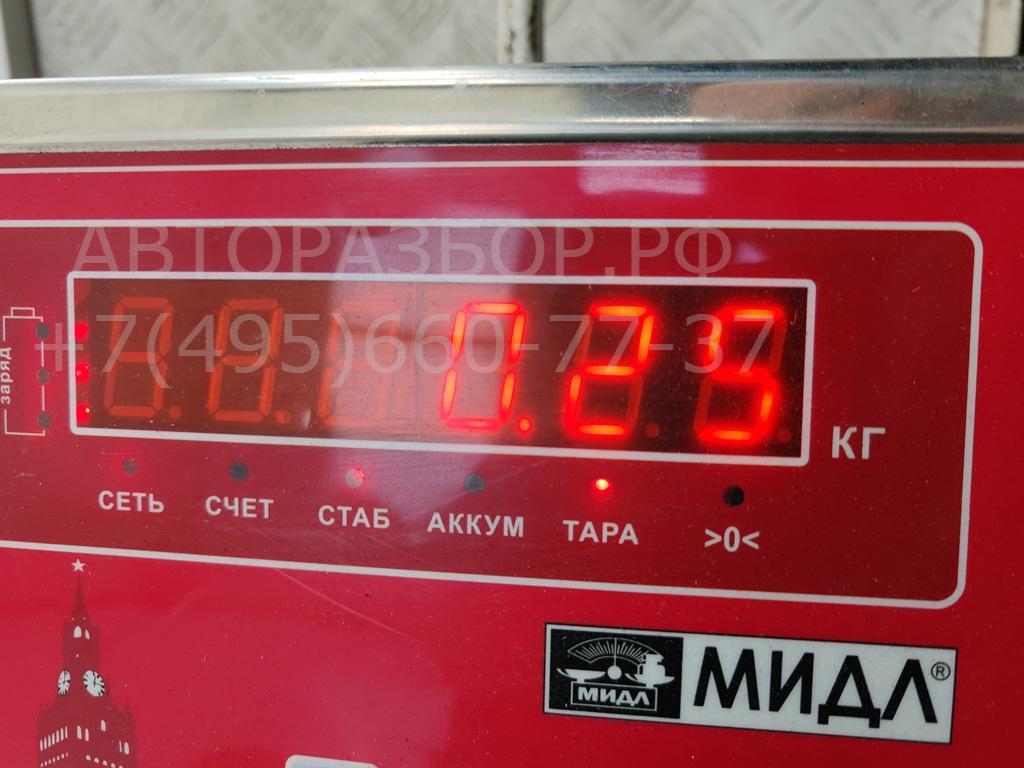 АВТОРАЗБОР.РФ
+7(495)660-77-37
заряд
0.25
КГ
СЕТЬ СЧЕТ СТАБ АККУМ ТАРА >0<
МИДЛ МИДЛ®